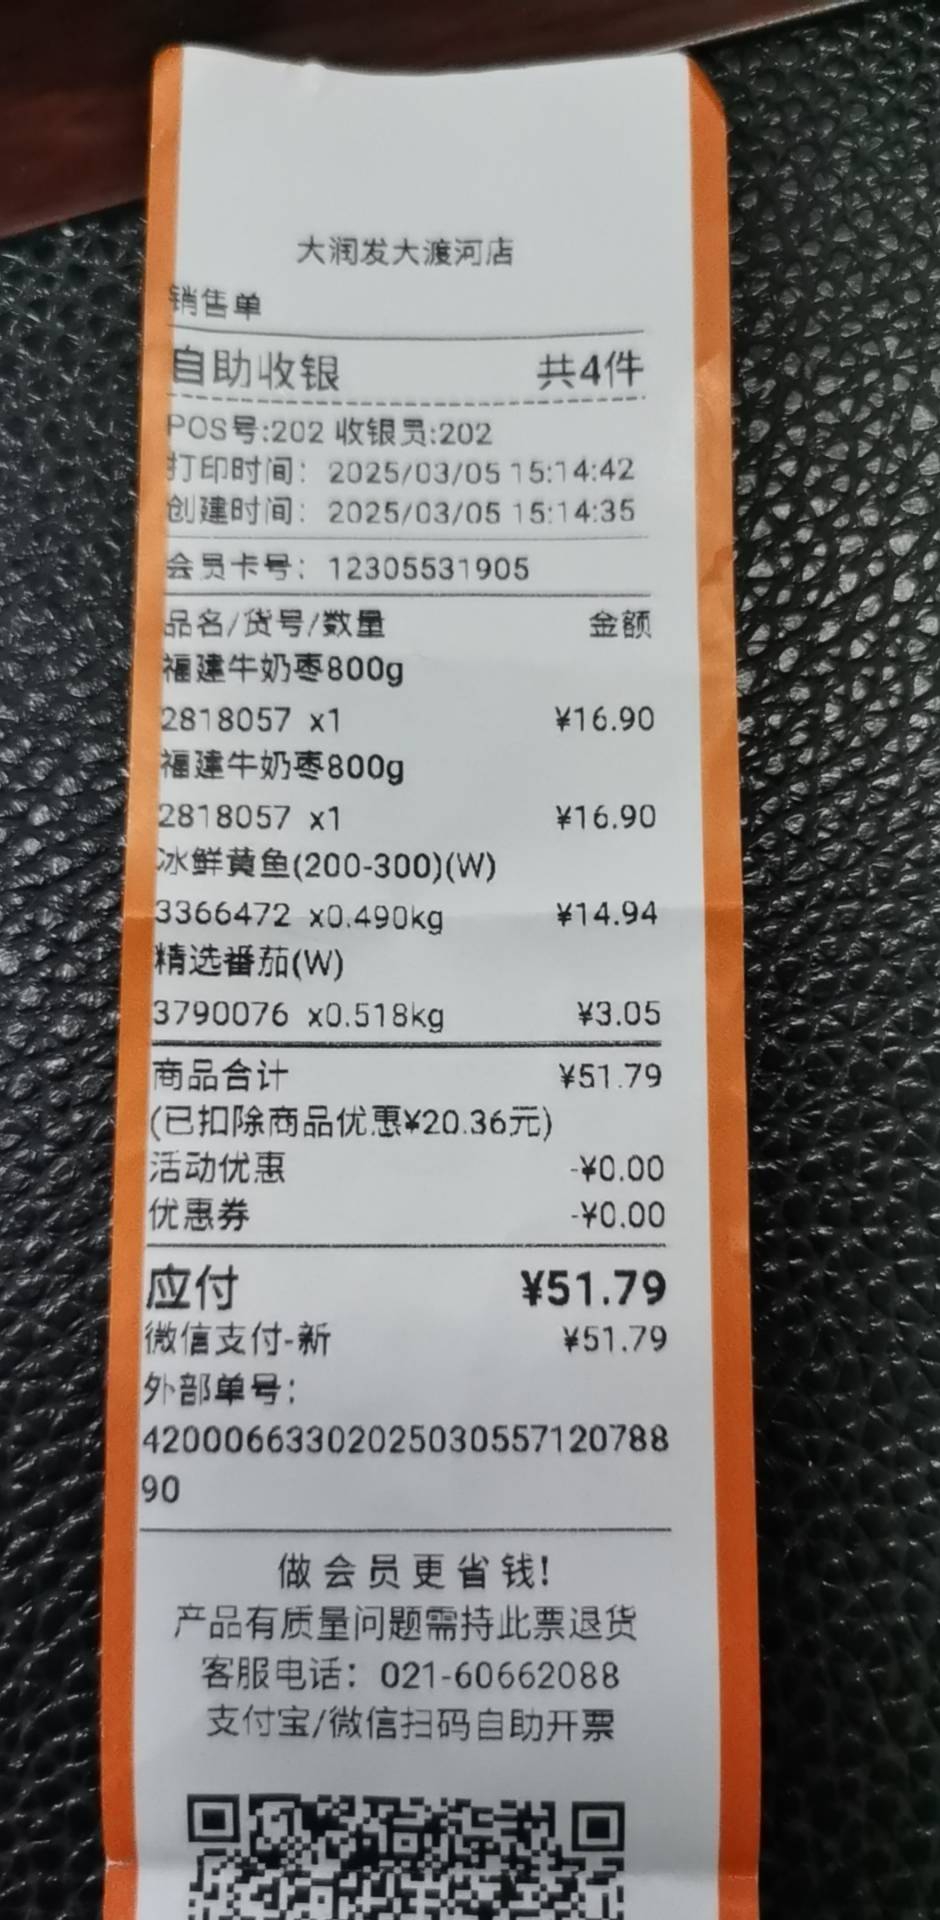 大润发大渡河店
销售单
自助收银 共4件
POS号:202 收银员:202
打印时间: 2025/03/05 15:14:42
创建时间: 2025/03/05 15:14:35
会员卡号: 12305531905
品名/货号/数量 金额
福建牛奶枣800g
2818057 x1 ¥16.90
福建牛奶枣800g
2818057 x1 ¥16.90
冰鲜黄鱼(200-300)(W)
3366472 x0.490kg ¥14.94
精选番茄(W)
3790076 x0.518kg ¥3.05
商品合计 ¥51.79
(已扣除商品优惠¥20.36元)
活动优惠 -¥0.00
优惠券 -¥0.00
应付 ¥51.79
微信支付-新 ¥51.79
外部单号:
42000663302025030557120788
90
做会员更省钱!
产品有质量问题需持此票退货
客服电话: 021-60662088
支付宝/微信扫码自助开票